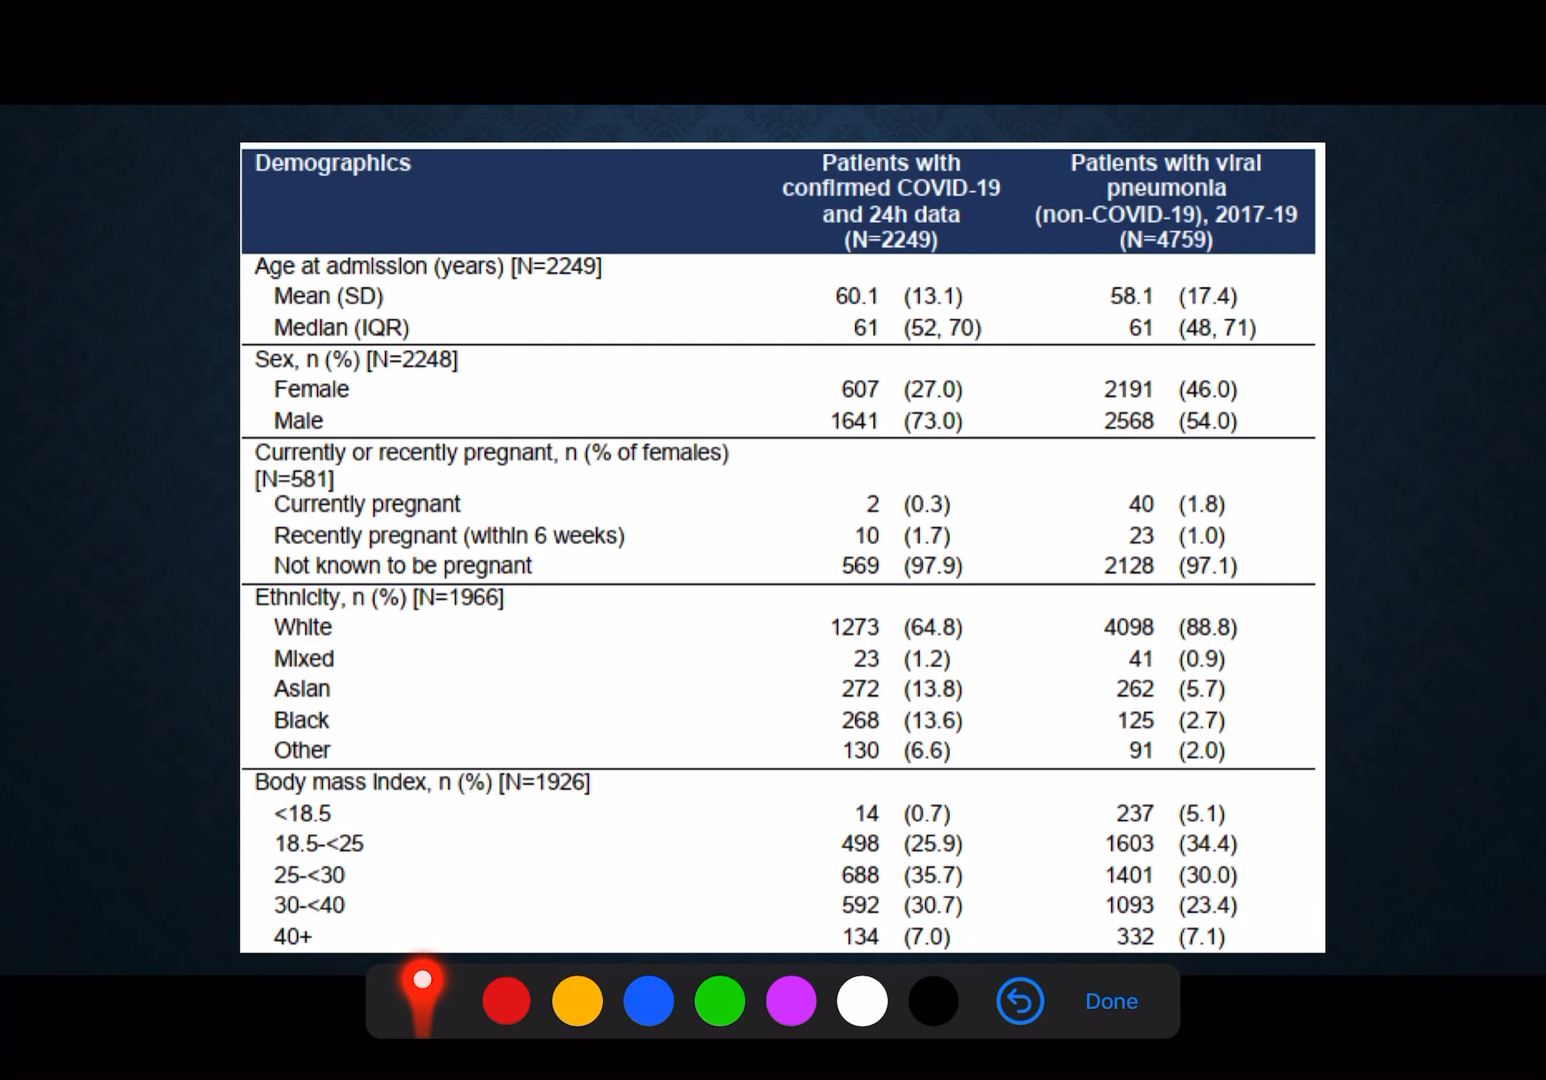 Demographics
Patients with confirmed COVID-19 and 24h data (N=2249)
Patients with viral pneumonia (non-COVID-19), 2017-19 (N=4759)
Age at admission (years) [N=2249]
Mean (SD) 60.1 (13.1) 58.1 (17.4)
Median (IQR) 61 (52, 70) 61 (48, 71)
Sex, n (%) [N=2248]
Female 607 (27.0) 2191 (46.0)
Male 1641 (73.0) 2568 (54.0)
Currently or recently pregnant, n (% of females)
[N=581]
Currently pregnant 2 (0.3) 40 (1.8)
Recently pregnant (within 6 weeks) 10 (1.7) 23 (1.0)
Not known to be pregnant 569 (97.9) 2128 (97.1)
Ethnicity, n (%) [N=1966]
White 1273 (64.8) 4098 (88.8)
Mixed 23 (1.2) 41 (0.9)
Asian 272 (13.8) 262 (5.7)
Black 268 (13.6) 125 (2.7)
Other 130 (6.6) 91 (2.0)
Body mass index, n (%) [N=1926]
<18.5 14 (0.7) 237 (5.1)
18.5-<25 498 (25.9) 1603 (34.4)
25-<30 688 (35.7) 1401 (30.0)
30-<40 592 (30.7) 1093 (23.4)
40+ 134 (7.0) 332 (7.1)
Done